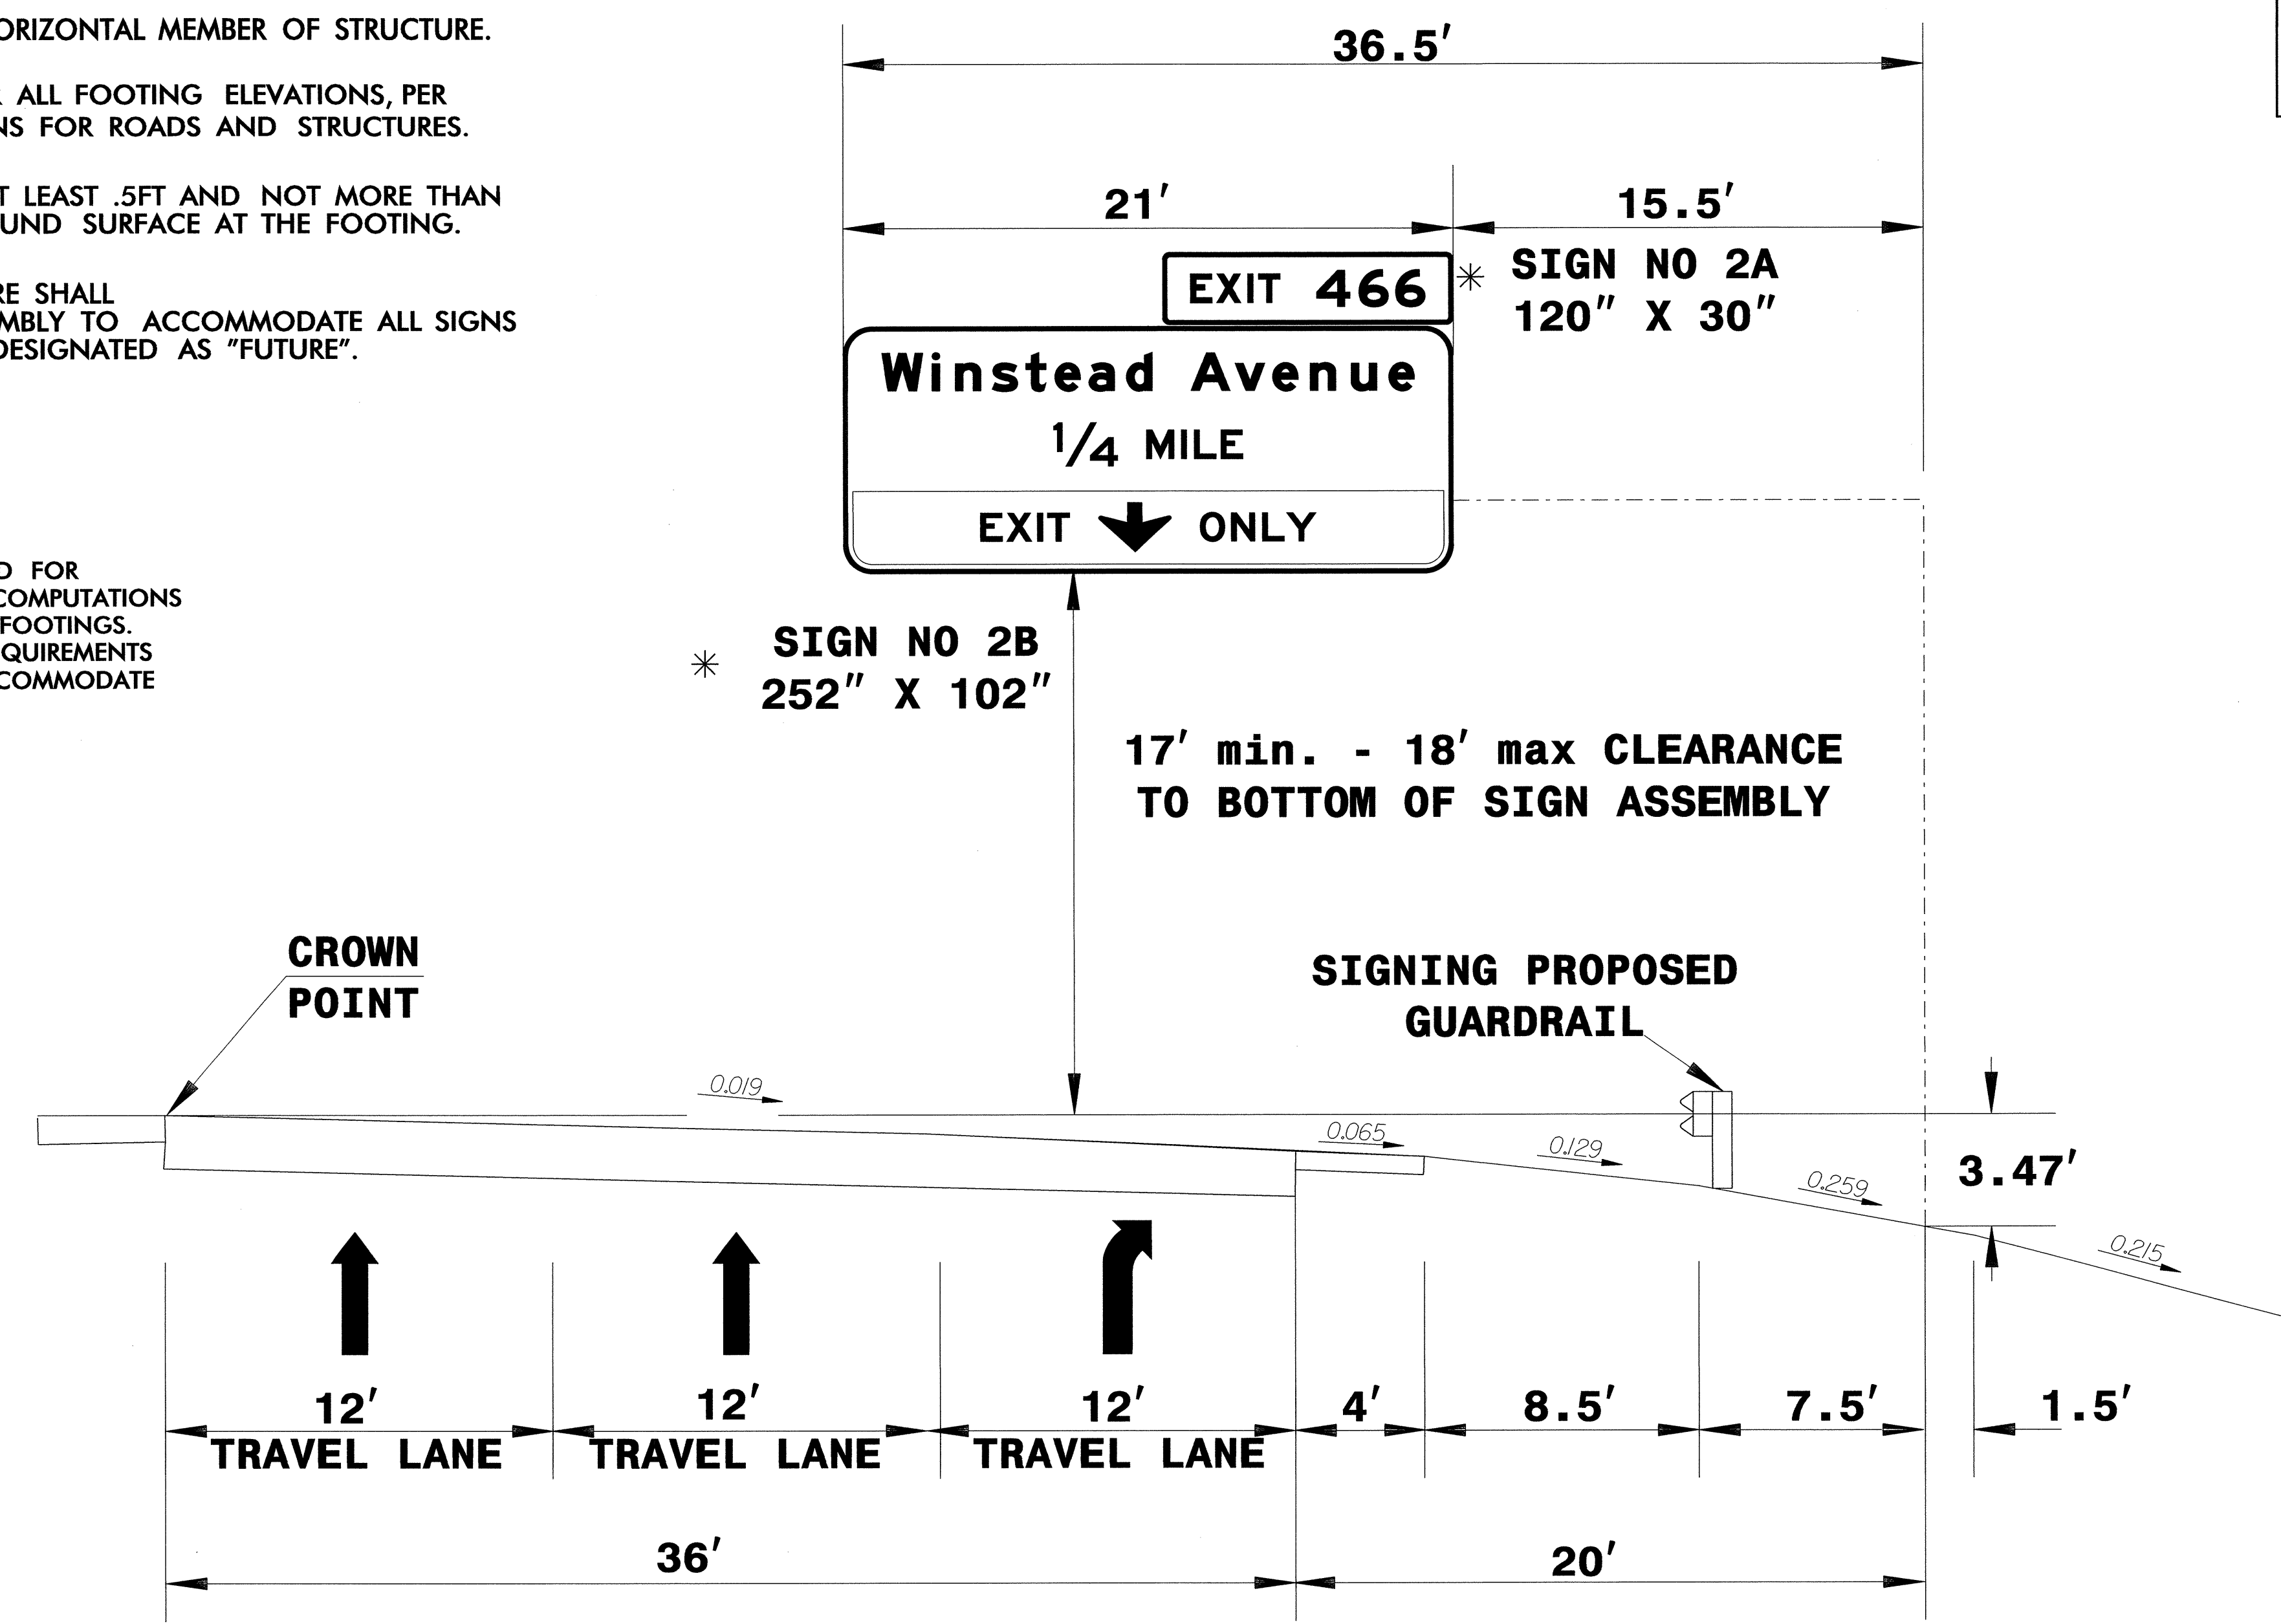 ORIZONTAL MEMBER OF STRUCTURE.
ALL FOOTING ELEVATIONS, PER
NS FOR ROADS AND STRUCTURES.
T LEAST .5FT AND NOT MORE THAN
UND SURFACE AT THE FOOTING.
RE SHALL
MBLY TO ACCOMMODATE ALL SIGNS
DESIGNATED AS "FUTURE".
D FOR
COMPUTATIONS
FOOTINGS.
QUIREMENTS
COMMODATE
36.5'
21'
15.5'
EXIT 466
* SIGN NO 2A
120" X 30"
Winstead Avenue
1/4 MILE
EXIT ONLY
* SIGN NO 2B
252" X 102"
17' min. - 18' max CLEARANCE
TO BOTTOM OF SIGN ASSEMBLY
CROWN
POINT
SIGNING PROPOSED
GUARDRAIL
0.019
0.065
0.129
0.259
0.215
3.47'
12'
TRAVEL LANE
12'
TRAVEL LANE
12'
TRAVEL LANE
4'
8.5'
7.5'
1.5'
36'
20'